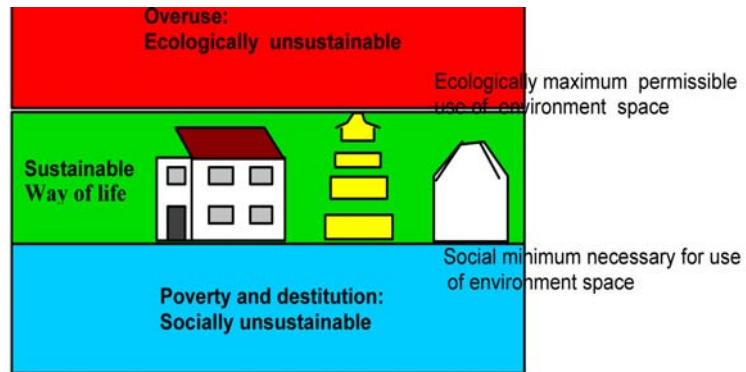 Overuse:
Ecologically unsustainable
Ecologically maximum permissible
use of environment space
Sustainable
Way of life
Social minimum necessary for use
of environment space
Poverty and destitution:
Socially unsustainable